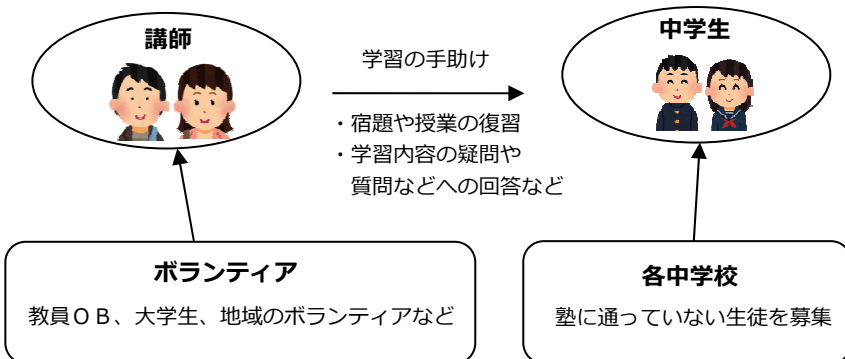 講師
学習の手助け
・宿題や授業の復習
・学習内容の疑問や
質問などへの回答など
中学生
ボランティア
教員ＯＢ、大学生、地域のボランティアなど
各中学校
塾に通っていない生徒を募集